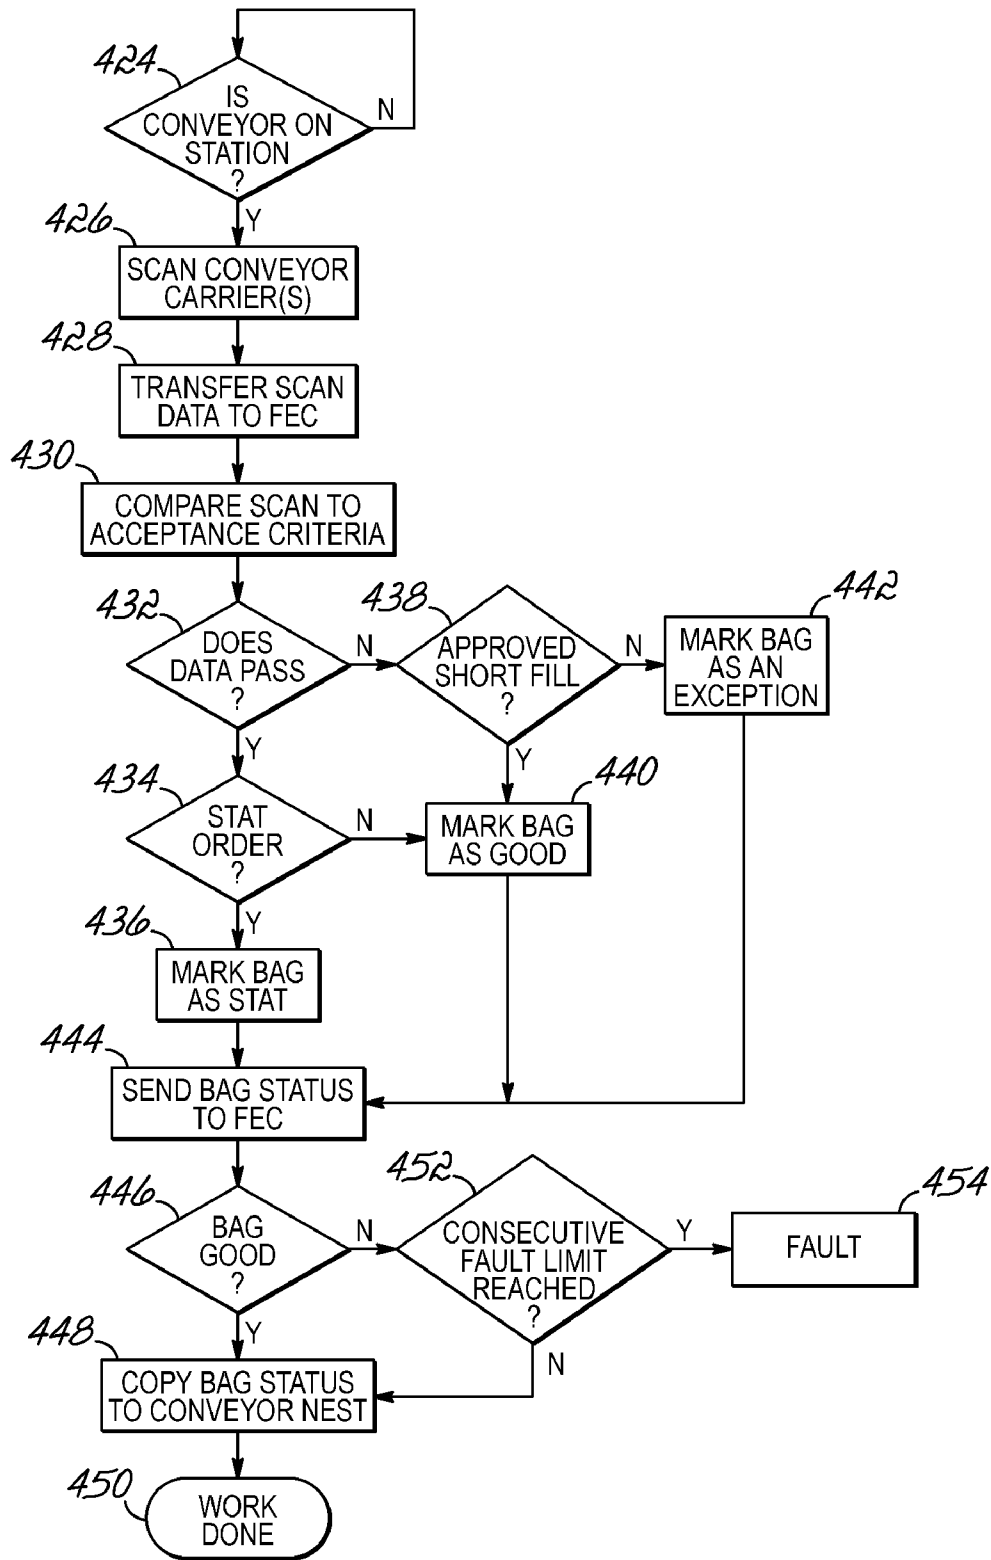 424
IS
CONVEYOR ON
STATION
?
N
Y
426
SCAN CONVEYOR
CARRIER(S)
428
TRANSFER SCAN
DATA TO FEC
430
COMPARE SCAN TO
ACCEPTANCE CRITERIA
432
DOES
DATA PASS
?
N
Y
438
APPROVED
SHORT FILL
?
N
Y
442
MARK BAG
AS AN
EXCEPTION
434
STAT
ORDER
?
N
Y
440
MARK BAG
AS GOOD
436
MARK BAG
AS STAT
444
SEND BAG STATUS
TO FEC
446
BAG
GOOD
?
N
Y
452
CONSECUTIVE
FAULT LIMIT
REACHED
?
Y
N
454
FAULT
448
COPY BAG STATUS
TO CONVEYOR NEST
450
WORK
DONE